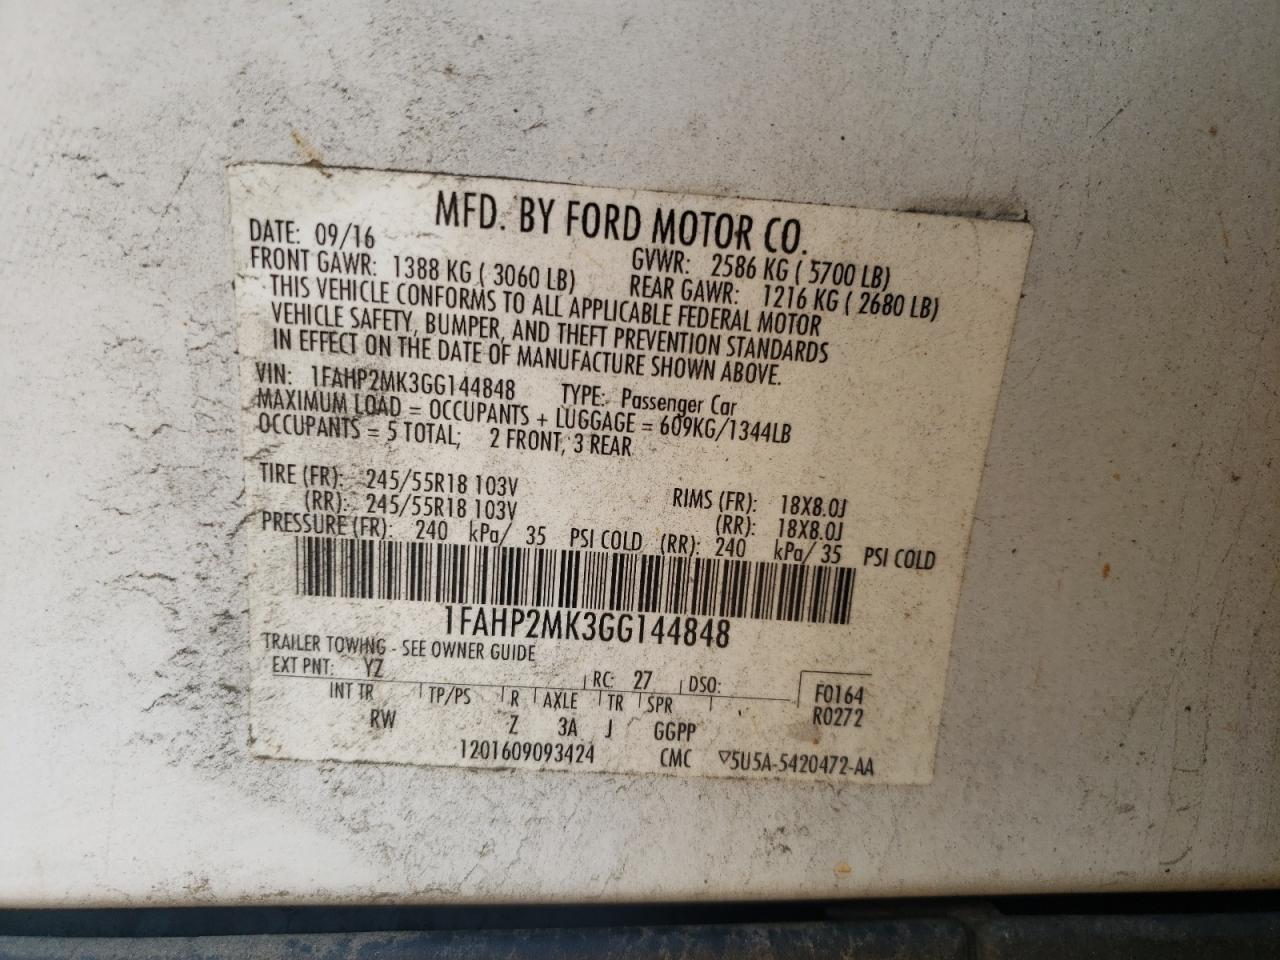 MFD. BY FORD MOTOR CO.
DATE: 09/16 GVWR: 2586 KG ( 5700 LB)
FRONT GAWR: 1388 KG ( 3060 LB) REAR GAWR: 1216 KG ( 2680 LB)
THIS VEHICLE CONFORMS TO ALL APPLICABLE FEDERAL MOTOR
VEHICLE SAFETY, BUMPER, AND THEFT PREVENTION STANDARDS
IN EFFECT ON THE DATE OF MANUFACTURE SHOWN ABOVE.
VIN: 1FAHP2MK3GG144848 TYPE: Passenger Car
MAXIMUM LOAD = OCCUPANTS + LUGGAGE = 609KG/1344LB
OCCUPANTS = 5 TOTAL; 2 FRONT, 3 REAR
TIRE (FR): 245/55R18 103V RIMS (FR): 18X8.0J
(RR): 245/55R18 103V (RR): 18X8.0J
PRESSURE (FR): 240 kPa/ 35 PSI COLD (RR): 240 kPa/ 35 PSI COLD
1FAHP2MK3GG144848
TRAILER TOWING - SEE OWNER GUIDE
EXT PNT: YZ RC: 27 DSO: F0164
INT TR TP/PS R AXLE TR SPR R0272
RW Z 3A J GGPP
1201609093424 CMC ▽5U5A-5420472-AA